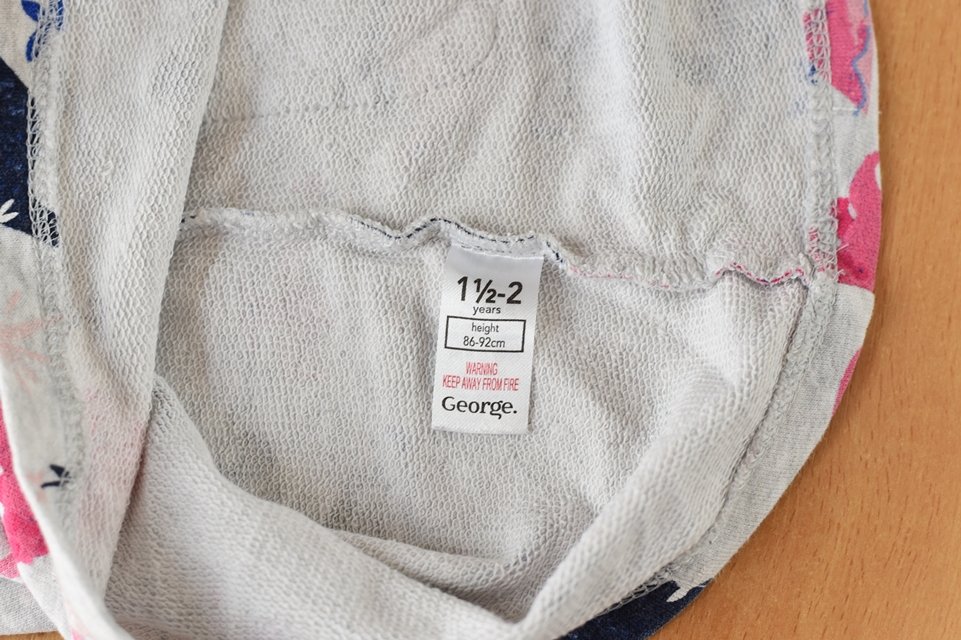 1½-2
years
height
86-92cm
WARNING
KEEP AWAY FROM FIRE
George.